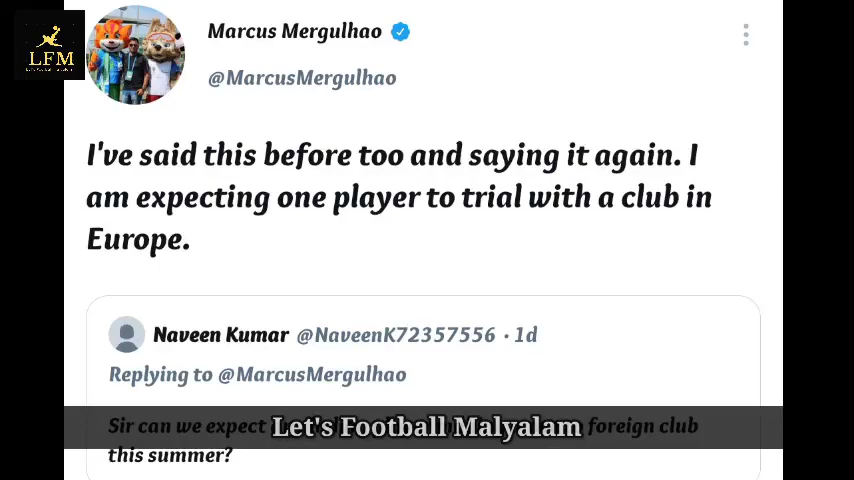 LFM
Marcus Mergulhao
@MarcusMergulhao
I've said this before too and saying it again. I
am expecting one player to trial with a club in
Europe.
Naveen Kumar @NaveenK72357556 · 1d
Replying to @MarcusMergulhao
Sir can we expect foreign club
Let's Football Malyalam
this summer?